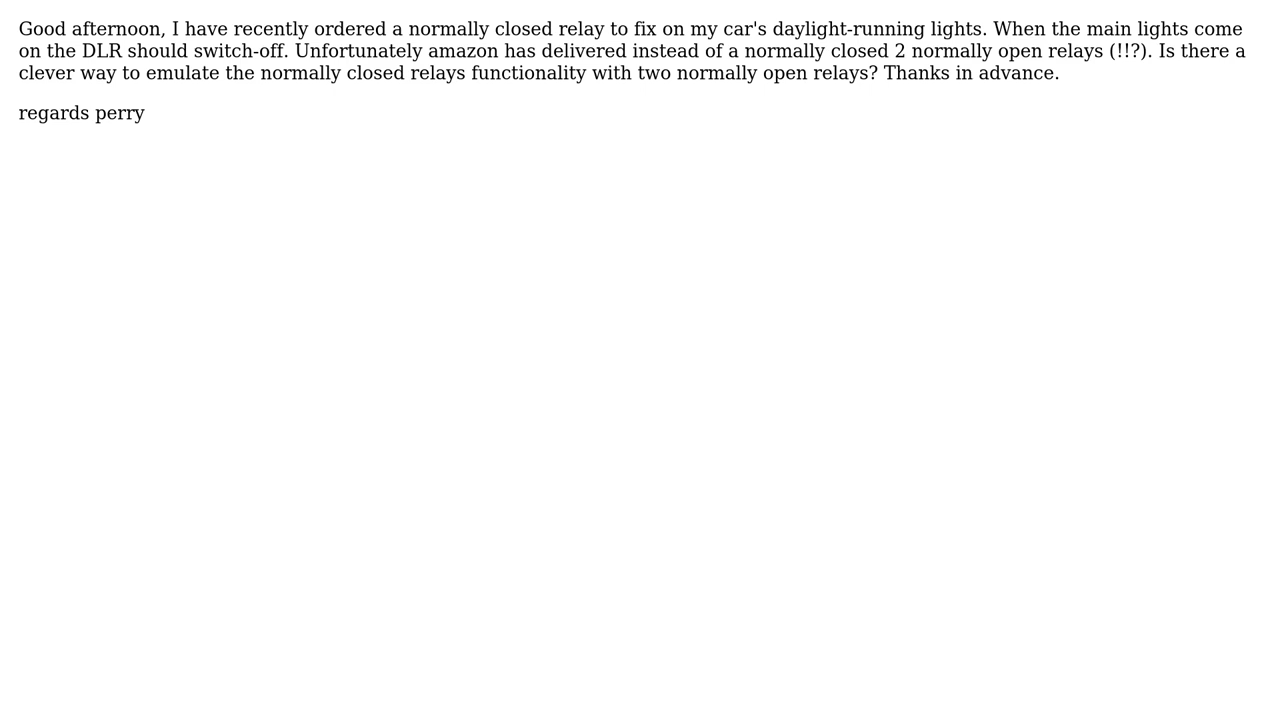 Good afternoon, I have recently ordered a normally closed relay to fix on my car's daylight-running lights. When the main lights come
on the DLR should switch-off. Unfortunately amazon has delivered instead of a normally closed 2 normally open relays (!!?). Is there a
clever way to emulate the normally closed relays functionality with two normally open relays? Thanks in advance.
regards perry